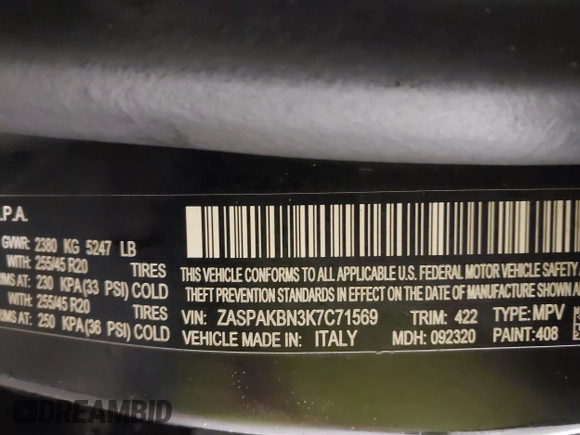 .P.A.
GVWR: 2380 KG 5247 LB
WITH: 255/45 R20 TIRES
RIMS AT: 230 KPA (33 PSI) COLD
WITH: 255/45 R20 TIRES
RIMS AT: 250 KPA (36 PSI) COLD
THIS VEHICLE CONFORMS TO ALL APPLICABLE U.S. FEDERAL MOTOR VEHICLE SAFETY
THEFT PREVENTION STANDARDS IN EFFECT ON THE DATE OF MANUFACTURE SHOWN A
VIN: ZASPAKBN3K7C71569 TRIM: 422 TYPE: MPV
VEHICLE MADE IN: ITALY MDH: 092320 PAINT: 408
DREAMBID